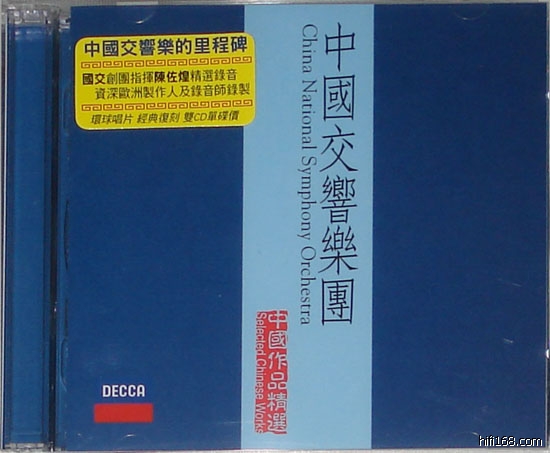 中國交響樂的里程碑
國交創團指揮陳佐煌精選錄音
資深歐洲製作人及錄音師錄製
環球唱片 經典復刻 雙CD單碟價
中國交響樂團
China National Symphony Orchestra
中國作品精選
Selected Chinese Works
DECCA
hifi168.com